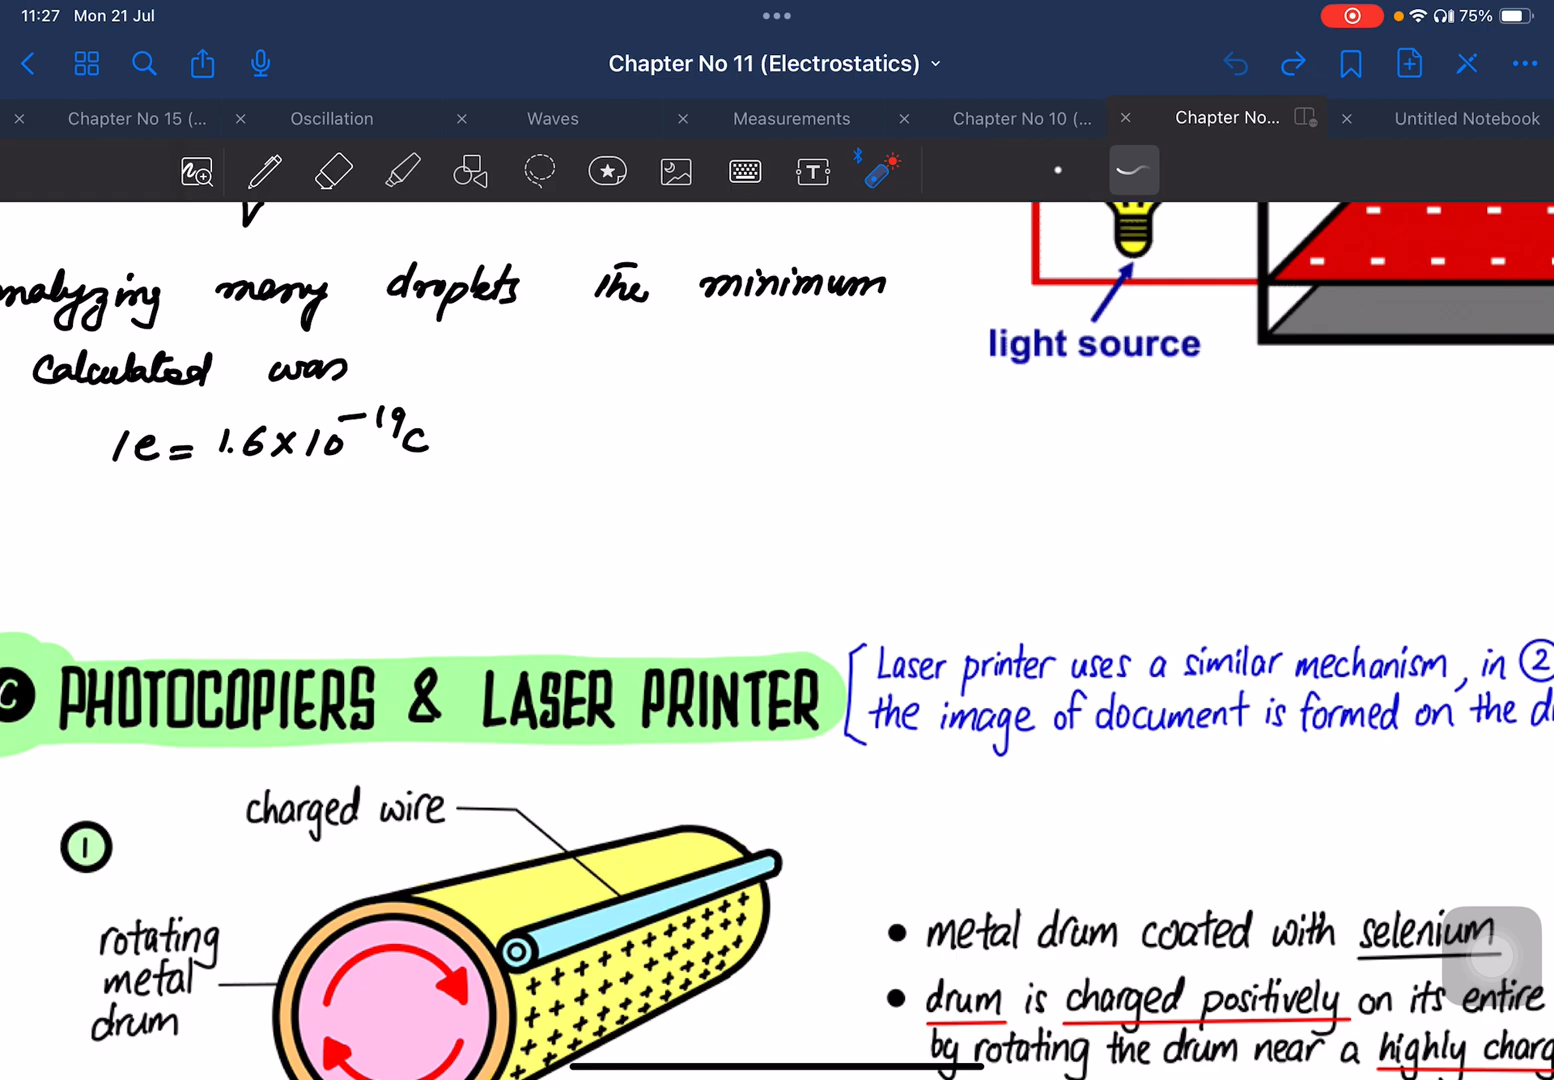 11:27 Mon 21 Jul
75%
Chapter No 11 (Electrostatics)
Chapter No 15 (...
Oscillation
Waves
Measurements
Chapter No 10 (...
Chapter No...
Untitled Notebook
T
nalyzing many droplets the minimum
calculated was
1e = 1.6×10⁻¹⁹C
light source
C PHOTOCOPIERS & LASER PRINTER
[Laser printer uses a similar mechanism, in ②
the image of document is formed on the d
1
charged wire
rotating
metal
drum
• metal drum coated with selenium
• drum is charged positively on its entire
by rotating the drum near a highly charg